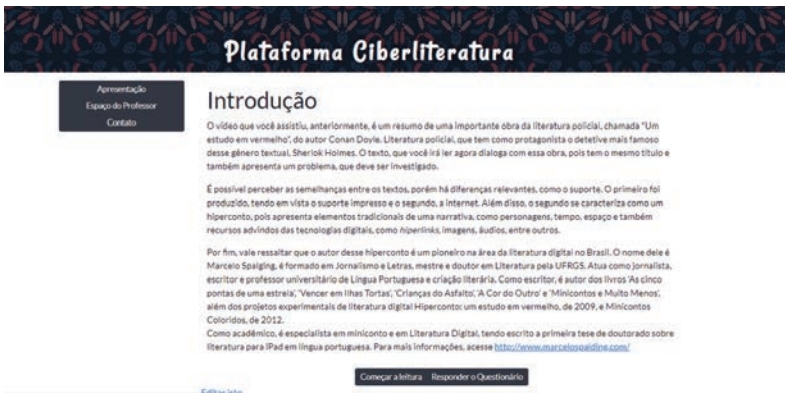 Plataforma Ciberliteratura
Apresentação
Espaço do Professor
Contato
Introdução
O vídeo que você assistiu, anteriormente, é um resumo de uma importante obra da literatura policial, chamada "Um
estudo em vermelho", do autor Conan Doyle. Literatura policial, que tem como protagonista o detetive mais famoso
desse gênero textual, Sherlok Holmes. O texto, que você irá ler agora dialoga com essa obra, pois tem o mesmo título e
também apresenta um problema, que deve ser investigado.
É possível perceber as semelhanças entre os textos, porém há diferenças relevantes, como o suporte. O primeiro foi
produzido, tendo em vista o suporte impresso e o segundo, a internet. Além disso, o segundo se caracteriza como um
hiperconto, pois apresenta elementos tradicionais de uma narrativa, como personagens, tempo, espaço e também
recursos advindos das tecnologias digitais, como hiperlinks, imagens, áudios, entre outros.
Por fim, vale ressaltar que o autor desse hiperconto é um pioneiro na área da literatura digital no Brasil. O nome dele é
Marcelo Spalging, é formado em Jornalismo e Letras, mestre e doutor em Literatura pela UFRGS. Atua como jornalista,
escritor e professor universitário de Língua Portuguesa e criação literária. Como escritor, é autor dos livros 'As cinco
pontas de uma estrela', 'Vencer em Ilhas Tortas', 'Crianças do Asfalto', 'A Cor do Outro' e 'Minicontos e Muito Menos',
além dos projetos experimentais de literatura digital Hiperconto: um estudo em vermelho, de 2009, e Minicontos
Coloridos, de 2012.
Como acadêmico, é especialista em miniconto e em Literatura Digital, tendo escrito a primeira tese de doutorado sobre
literatura para IPad em língua portuguesa. Para mais informações, acesse http://www.marcelospalding.com/
Começar a leitura Responder o Questionário
Editar isto